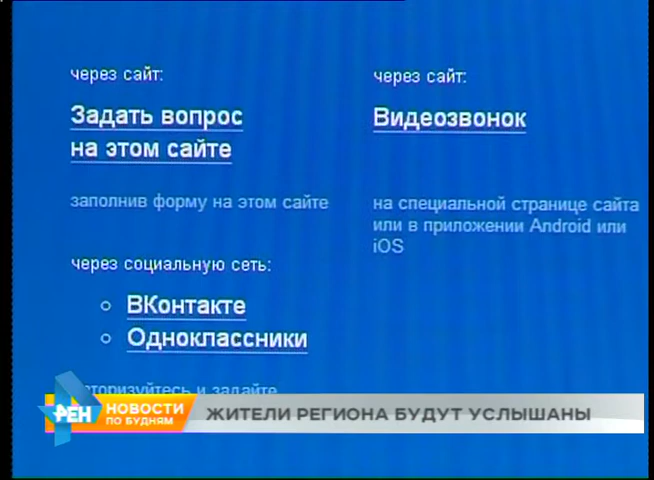 через сайт:
Задать вопрос
на этом сайте
заполнив форму на этом сайте
через социальную сеть:
ВКонтакте
Одноклассники
и задайте
через сайт:
Видеозвонок
на специальной странице сайта
или в приложении Android или
iOS
РЕН
НОВОСТИ
ПО БУДНЯМ
ЖИТЕЛИ РЕГИОНА БУДУТ УСЛЫШАНЫ